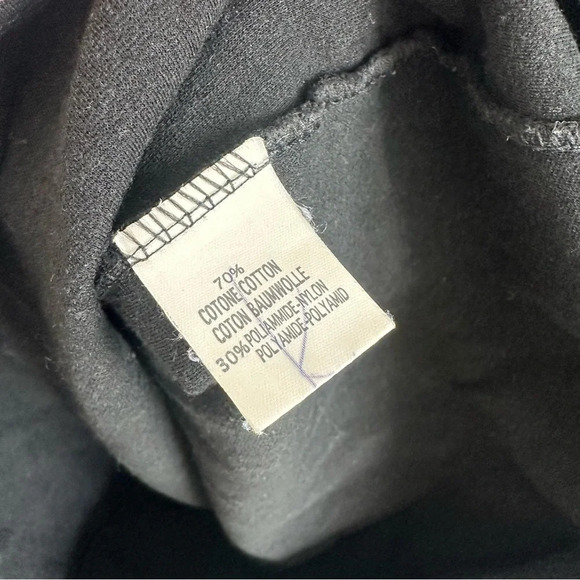 70%
COTONE COTTON
COTON BAUMWOLLE
30% POLIAMMIDE-NYLON
POLYAMIDE-POLYAMID